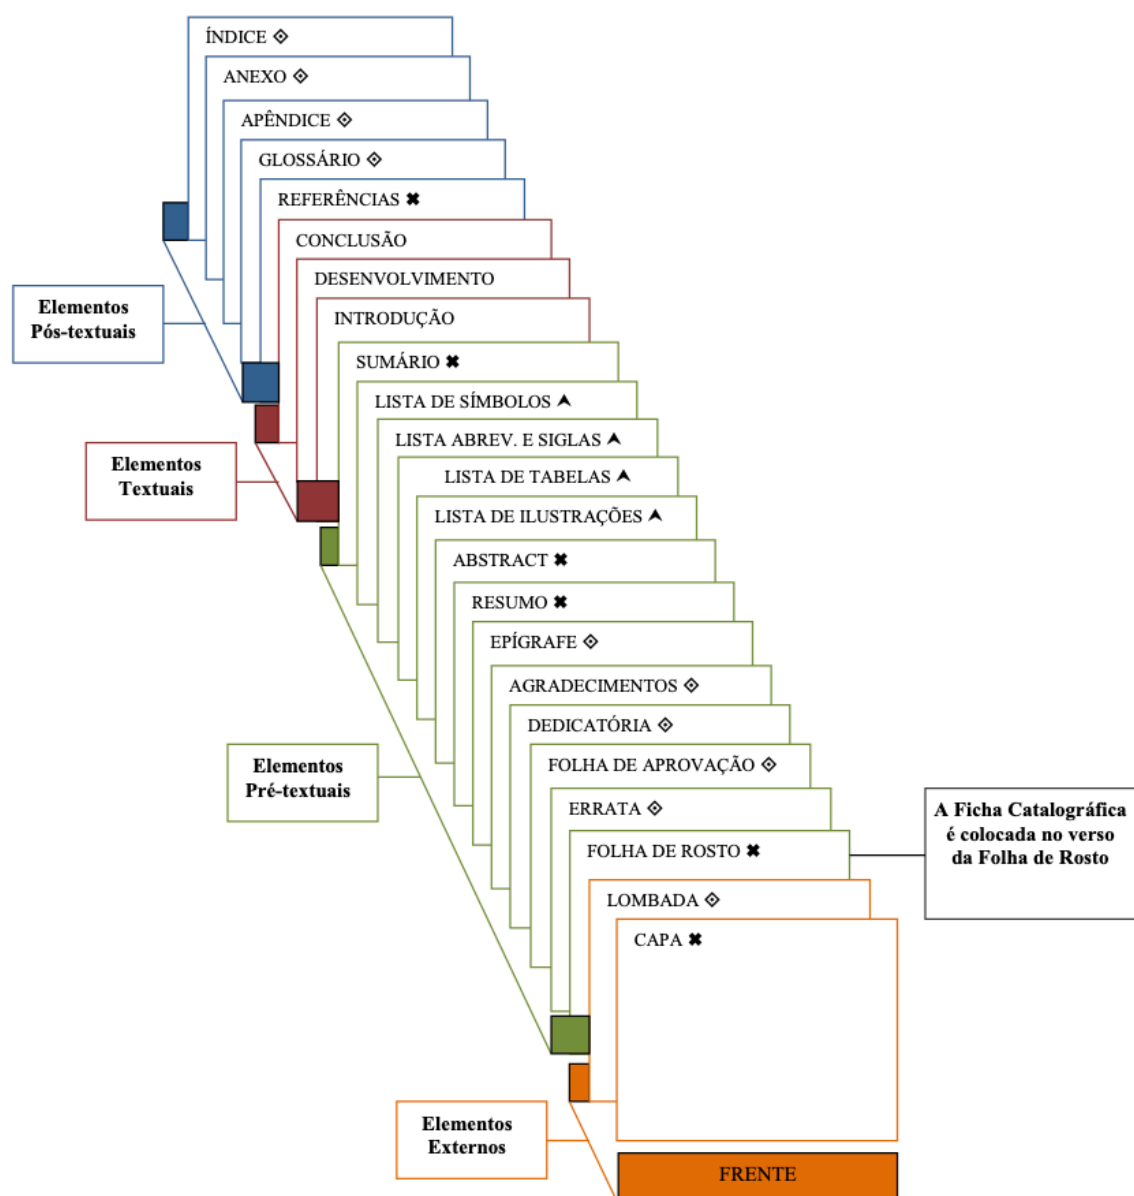 ÍNDICE ⟐
ANEXO ⟐
APÊNDICE ⟐
GLOSSÁRIO ⟐
REFERÊNCIAS ✖
CONCLUSÃO
DESENVOLVIMENTO
Elementos
Pós-textuais
INTRODUÇÃO
SUMÁRIO ✖
LISTA DE SÍMBOLOS ⮝
LISTA ABREV. E SIGLAS ⮝
Elementos
Textuais
LISTA DE TABELAS ⮝
LISTA DE ILUSTRAÇÕES ⮝
ABSTRACT ✖
RESUMO ✖
EPÍGRAFE ⟐
AGRADECIMENTOS ⟐
DEDICATÓRIA ⟐
Elementos
Pré-textuais
FOLHA DE APROVAÇÃO ⟐
ERRATA ⟐
FOLHA DE ROSTO ✖
A Ficha Catalográfica
é colocada no verso
da Folha de Rosto
LOMBADA ⟐
CAPA ✖
Elementos
Externos
FRENTE